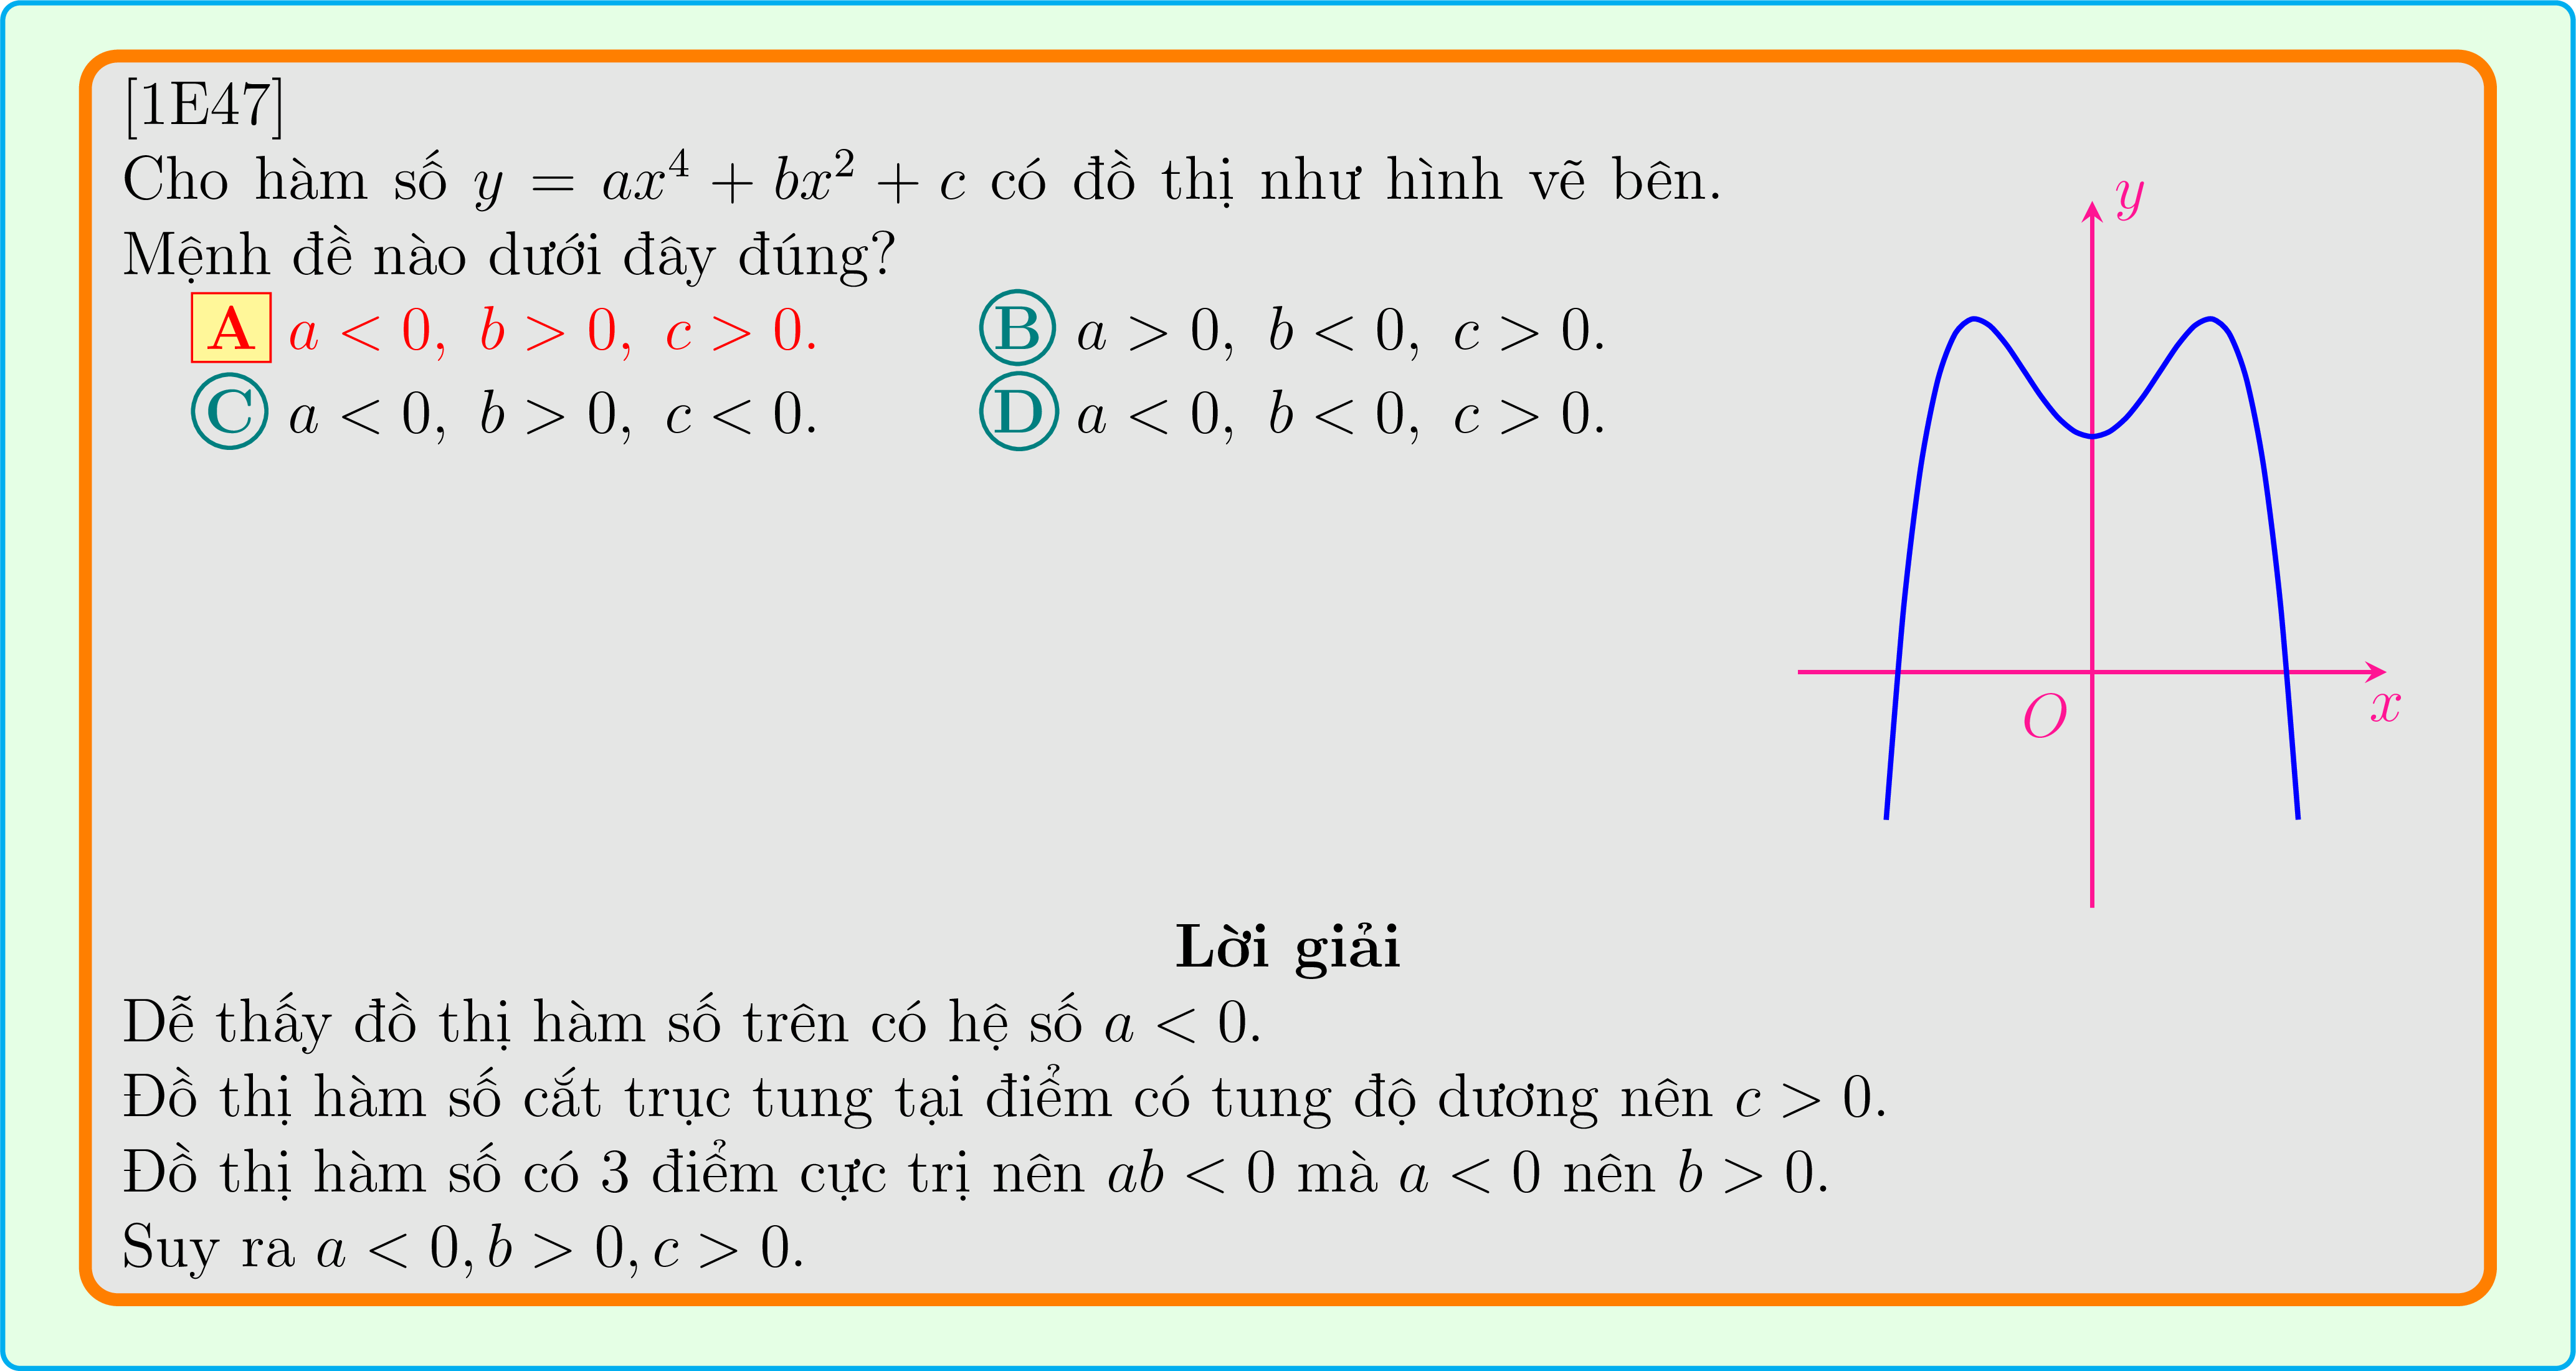 [1E47]
Cho hàm số y = ax⁴ + bx² + c có đồ thị như hình vẽ bên.
Mệnh đề nào dưới đây đúng?
A a < 0, b > 0, c > 0. B a > 0, b < 0, c > 0.
C a < 0, b > 0, c < 0. D a < 0, b < 0, c > 0.
y
O
x
Lời giải
Dễ thấy đồ thị hàm số trên có hệ số a < 0.
Đồ thị hàm số cắt trục tung tại điểm có tung độ dương nên c > 0.
Đồ thị hàm số có 3 điểm cực trị nên ab < 0 mà a < 0 nên b > 0.
Suy ra a < 0, b > 0, c > 0.